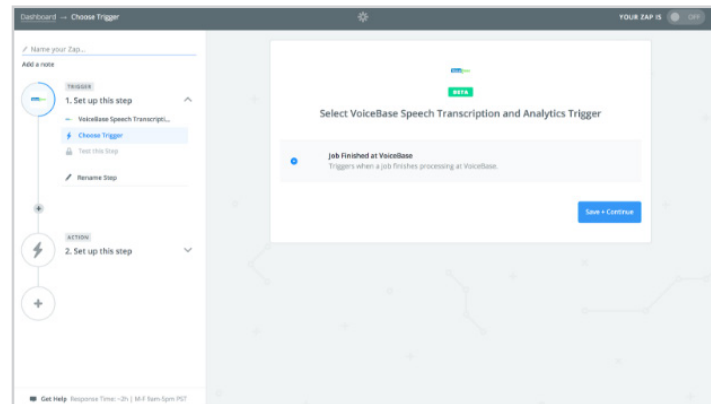 Dashboard → Choose Trigger
YOUR ZAP IS OFF
Name your Zap...
Add a note
TRIGGER
1. Set up this step
VoiceBase Speech Transcripti...
Choose Trigger
Test this Step
Rename Step
ACTION
2. Set up this step
Get Help Response Time: ~2h | M-F 8am-5pm PST
BETA
Select VoiceBase Speech Transcription and Analytics Trigger
Job Finished at VoiceBase
Triggers when a job finishes processing at VoiceBase.
Save + Continue